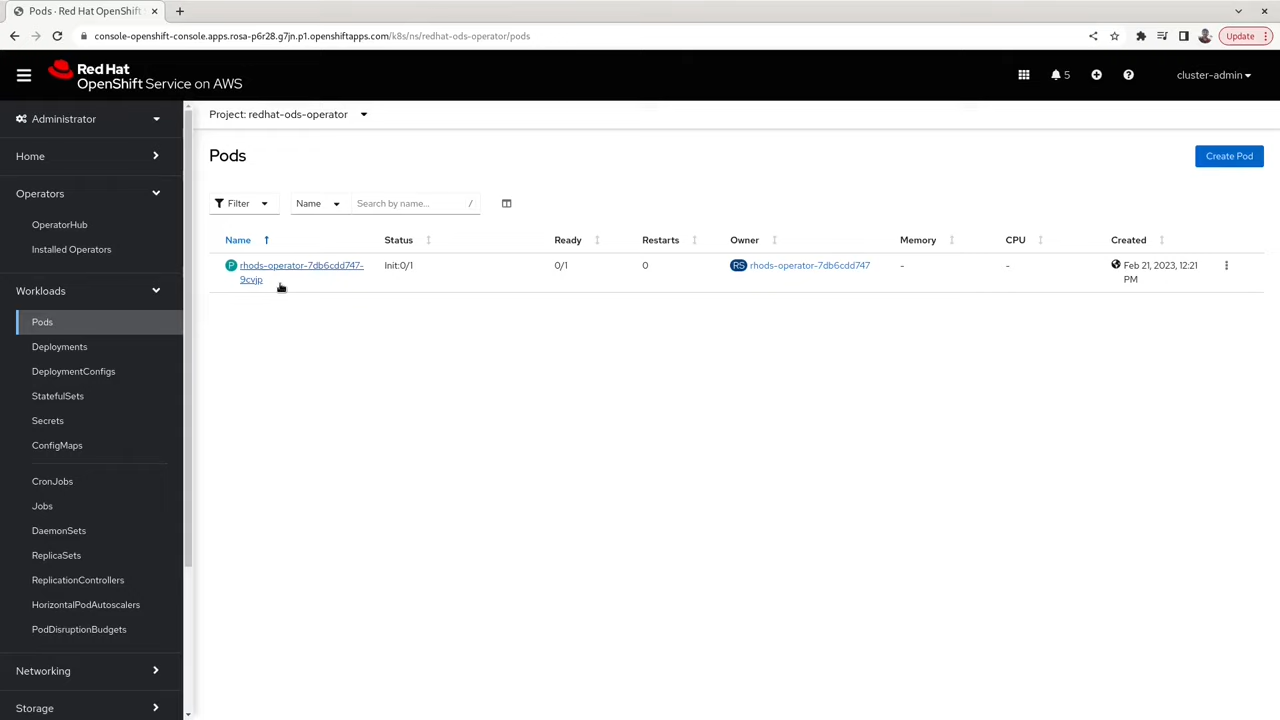 Pods · Red Hat OpenShift
console-openshift-console.apps.rosa-p6r28.g7jn.p1.openshiftapps.com/k8s/ns/redhat-ods-operator/pods
Update
Red Hat
OpenShift Service on AWS
5
cluster-admin
Administrator
Home
Operators
OperatorHub
Installed Operators
Workloads
Pods
Deployments
DeploymentConfigs
StatefulSets
Secrets
ConfigMaps
CronJobs
Jobs
DaemonSets
ReplicaSets
ReplicationControllers
HorizontalPodAutoscalers
PodDisruptionBudgets
Networking
Storage
Project: redhat-ods-operator
Pods
Create Pod
Filter
Name
Search by name...
/
Name Status Ready Restarts Owner Memory CPU Created
P rhods-operator-7db6cdd747- Init:0/1 0/1 0 RS rhods-operator-7db6cdd747 - - Feb 21, 2023, 12:21
9cvjp PM